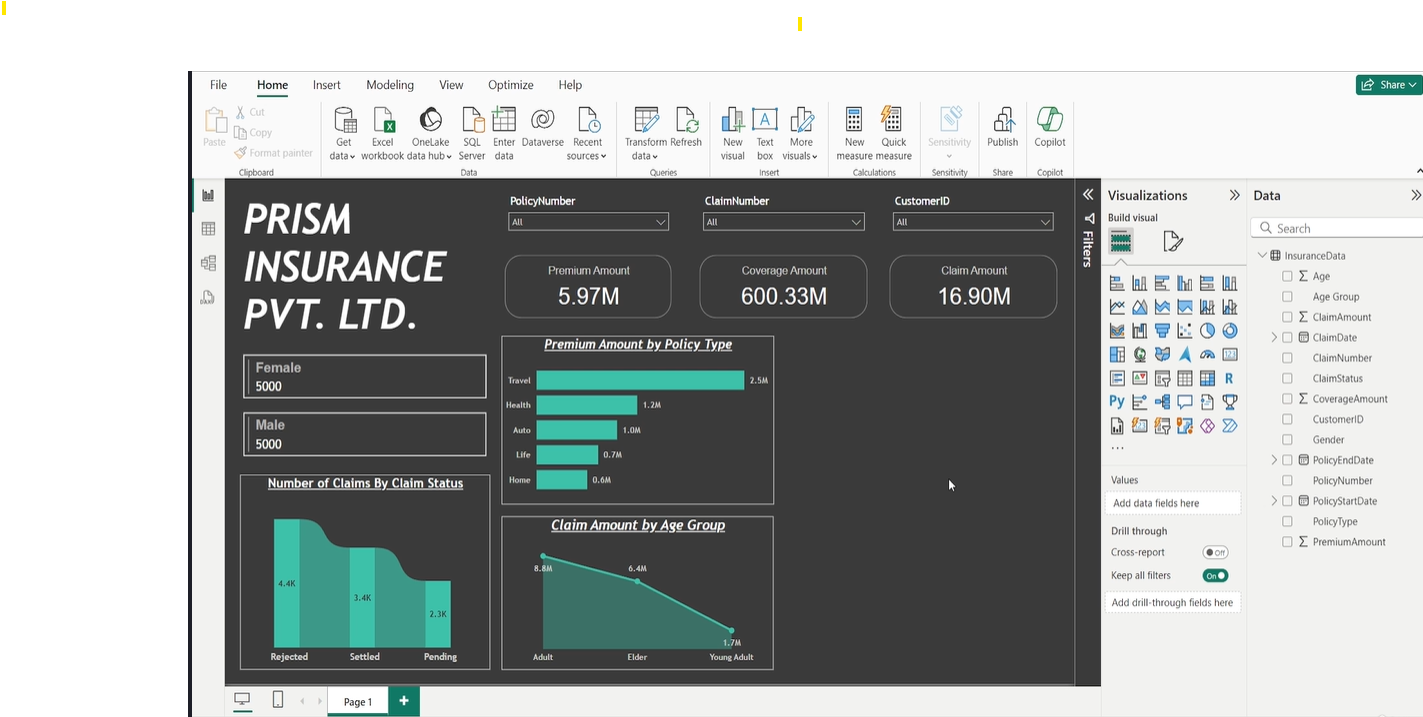 File Home Insert Modeling View Optimize Help
Share
Paste
Cut
Copy
Format painter
Clipboard
Get data
Excel workbook
OneLake data hub
SQL Server
Enter data
Dataverse
Recent sources
Data
Transform data
Refresh
Queries
New visual
Text box
More visuals
Insert
New measure
Quick measure
Calculations
Sensitivity
Sensitivity
Publish
Share
Copilot
Copilot
PRISM
INSURANCE
PVT. LTD.
PolicyNumber
All
ClaimNumber
All
CustomerID
All
Premium Amount
5.97M
Coverage Amount
600.33M
Claim Amount
16.90M
Female
5000
Male
5000
Number of Claims By Claim Status
4.4K
3.4K
2.3K
Rejected Settled Pending
Premium Amount by Policy Type
Travel 2.5M
Health 1.2M
Auto 1.0M
Life 0.7M
Home 0.6M
Claim Amount by Age Group
8.8M
6.4M
1.7M
Adult Elder Young Adult
Filters
Visualizations
Build visual
R
Py
Values
Add data fields here
Drill through
Cross-report Off
Keep all filters On
Add drill-through fields here
Data
Search
InsuranceData
Age
Age Group
ClaimAmount
ClaimDate
ClaimNumber
ClaimStatus
CoverageAmount
CustomerID
Gender
PolicyEndDate
PolicyNumber
PolicyStartDate
PolicyType
PremiumAmount
Page 1